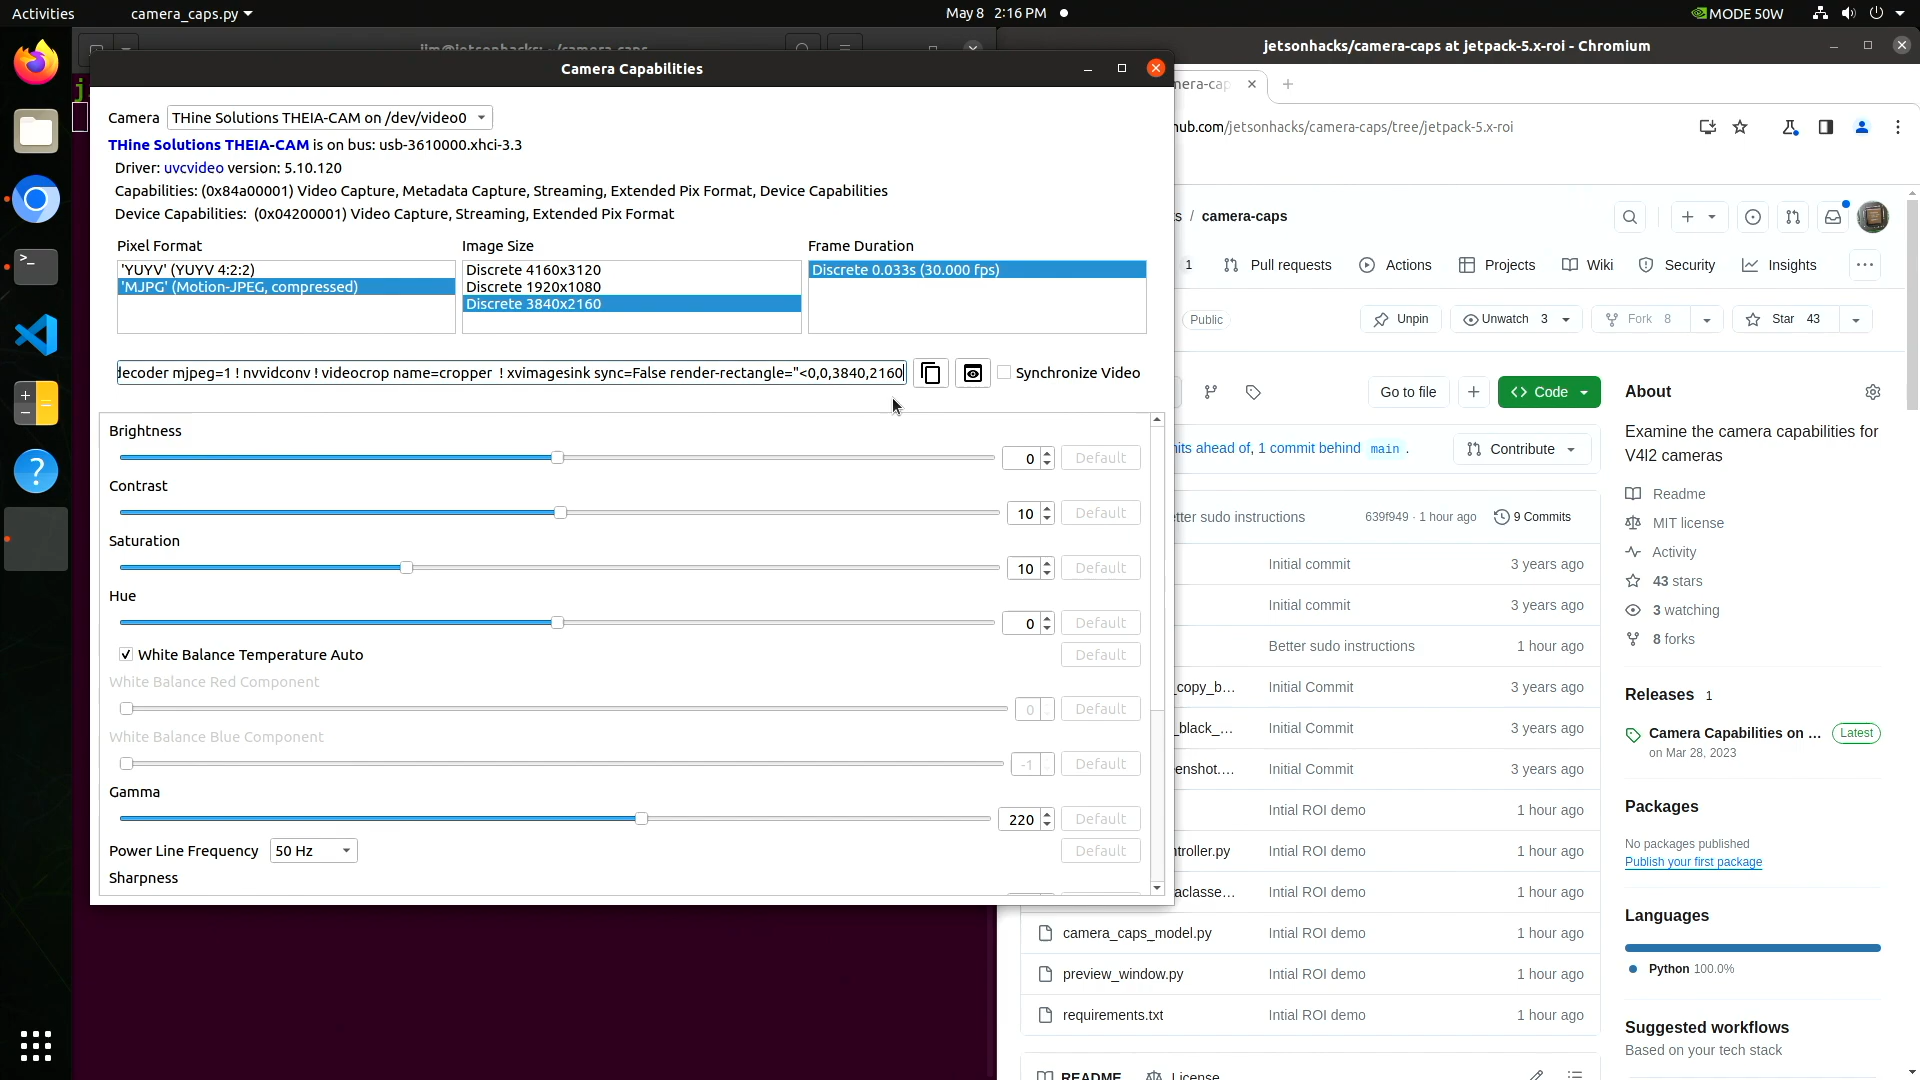 Activities
camera_caps.py
May 8 2:16 PM
MODE 50W
jetsonhacks/camera-caps at jetpack-5.x-roi - Chromium
Camera Capabilities
hub.com/jetsonhacks/camera-caps/tree/jetpack-5.x-roi
Camera THine Solutions THEIA-CAM on /dev/video0
THine Solutions THEIA-CAM is on bus: usb-3610000.xhci-3.3
Driver: uvcvideo version: 5.10.120
Capabilities: (0x84a00001) Video Capture, Metadata Capture, Streaming, Extended Pix Format, Device Capabilities
Device Capabilities: (0x04200001) Video Capture, Streaming, Extended Pix Format
Pixel Format Image Size Frame Duration
'YUYV' (YUYV 4:2:2) Discrete 4160x3120 Discrete 0.033s (30.000 fps)
'MJPG' (Motion-JPEG, compressed) Discrete 1920x1080
Discrete 3840x2160
decoder mjpeg=1 ! nvvidconv ! videocrop name=cropper ! xvimagesink sync=False render-rectangle="<0,0,3840,2160 Synchronize Video
Brightness
0 Default
Contrast
10 Default
Saturation
10 Default
Hue
0 Default
White Balance Temperature Auto Default
White Balance Red Component
0 Default
White Balance Blue Component
-1 Default
Gamma
220 Default
Power Line Frequency 50 Hz Default
Sharpness
/ camera-caps
1 Pull requests Actions Projects Wiki Security Insights
Public Unpin Unwatch 3 Fork 8 Star 43
Go to file Code
ahead of, 1 commit behind main .
Contribute
etter sudo instructions 639f949 · 1 hour ago 9 Commits
Initial commit 3 years ago
Initial commit 3 years ago
Better sudo instructions 1 hour ago
_copy_b... Initial Commit 3 years ago
_black_... Initial Commit 3 years ago
enshot.... Initial Commit 3 years ago
Intial ROI demo 1 hour ago
ntroller.py Intial ROI demo 1 hour ago
aclasse... Intial ROI demo 1 hour ago
camera_caps_model.py Intial ROI demo 1 hour ago
preview_window.py Intial ROI demo 1 hour ago
requirements.txt Intial ROI demo 1 hour ago
README License
About
Examine the camera capabilities for
V4l2 cameras
Readme
MIT license
Activity
43 stars
3 watching
8 forks
Releases 1
Camera Capabilities on ... Latest
on Mar 28, 2023
Packages
No packages published
Publish your first package
Languages
Python 100.0%
Suggested workflows
Based on your tech stack